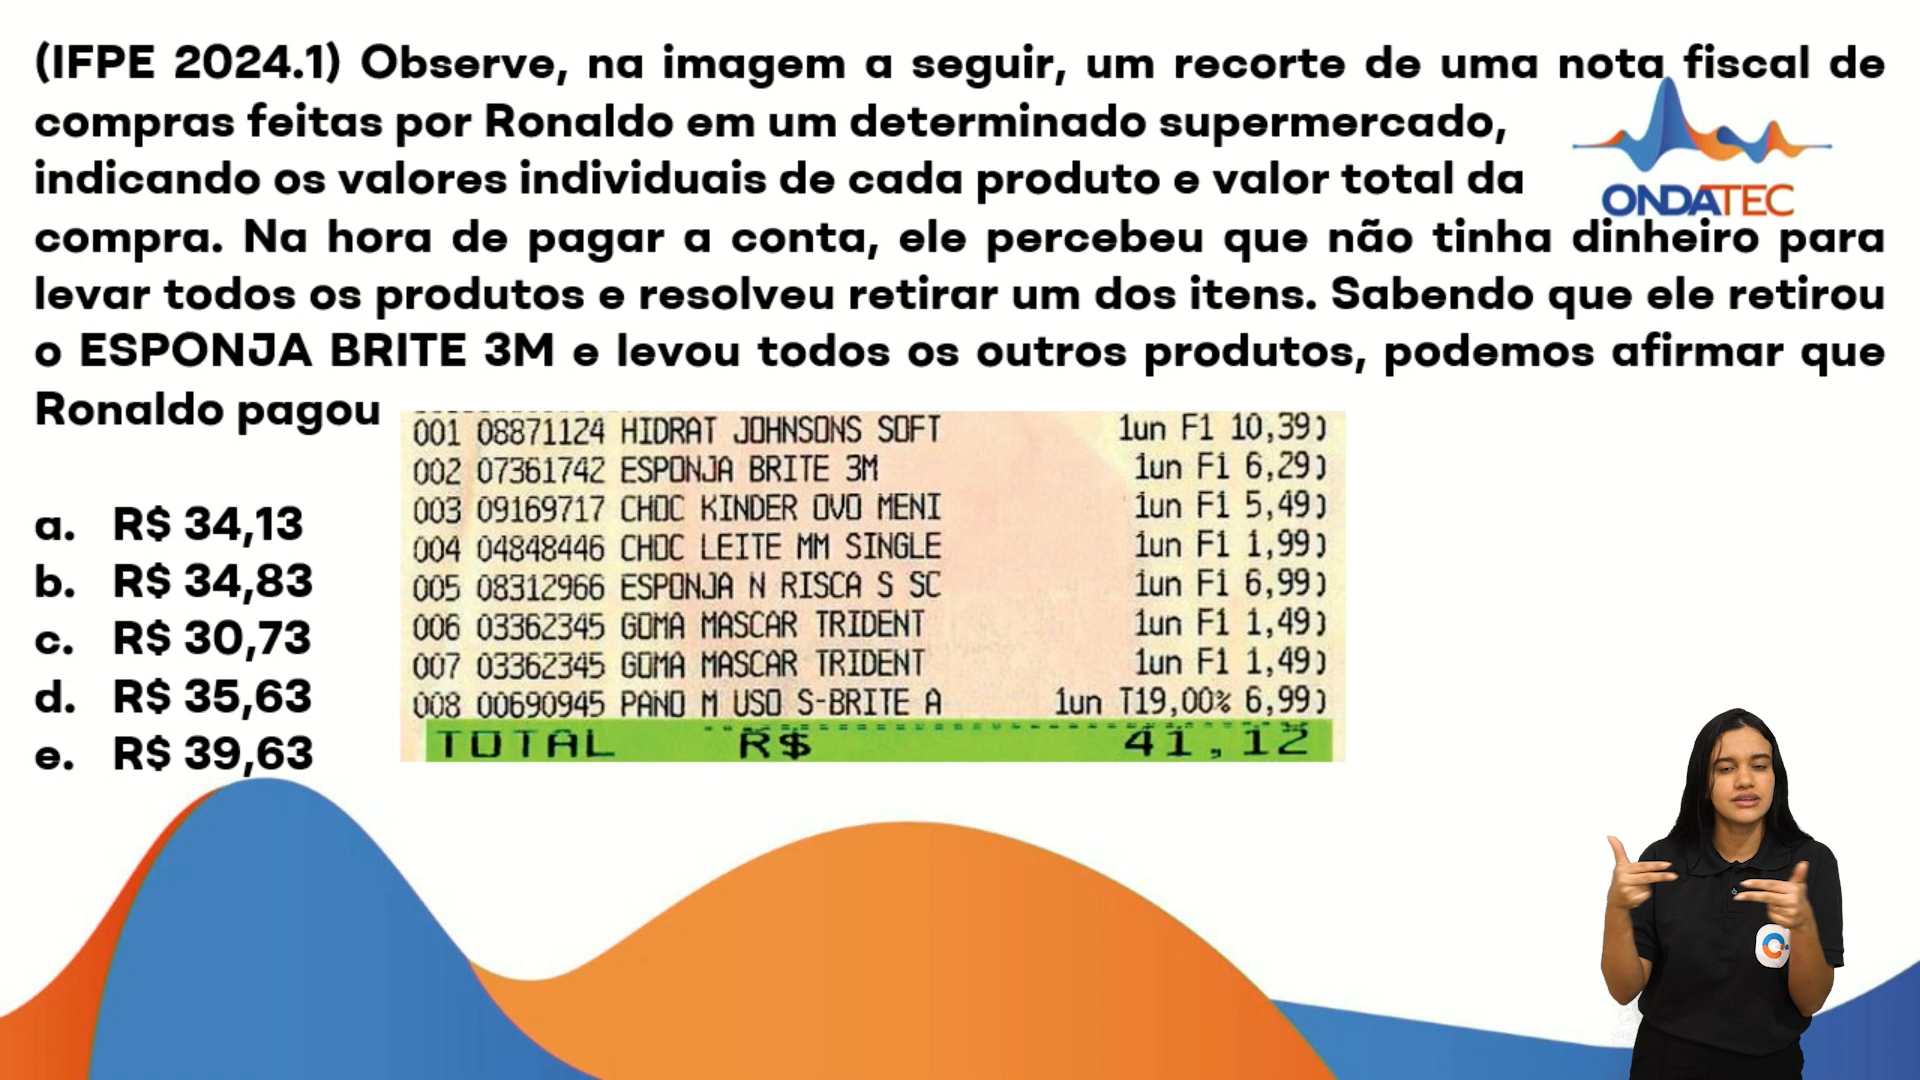 (IFPE 2024.1) Observe, na imagem a seguir, um recorte de uma nota fiscal de
compras feitas por Ronaldo em um determinado supermercado,
indicando os valores individuais de cada produto e valor total da
ONDATEC
compra. Na hora de pagar a conta, ele percebeu que não tinha dinheiro para
levar todos os produtos e resolveu retirar um dos itens. Sabendo que ele retirou
o ESPONJA BRITE 3M e levou todos os outros produtos, podemos afirmar que
Ronaldo pagou
a. R$ 34,13
b. R$ 34,83
c. R$ 30,73
d. R$ 35,63
e. R$ 39,63
001 08871124 HIDRAT JOHNSONS SOFT 1un F1 10,39)
002 07361742 ESPONJA BRITE 3M 1un F1 6,29)
003 09169717 CHOC KINDER OVO MENI 1un F1 5,49)
004 04848446 CHOC LEITE MM SINGLE 1un F1 1,99)
005 08312966 ESPONJA N RISCA S SC 1un F1 6,99)
006 03362345 GOMA MASCAR TRIDENT 1un F1 1,49)
007 03362345 GOMA MASCAR TRIDENT 1un F1 1,49)
008 00690945 PANO M USO S-BRITE A 1un T19,00% 6,99)
TOTAL R$ 41,12